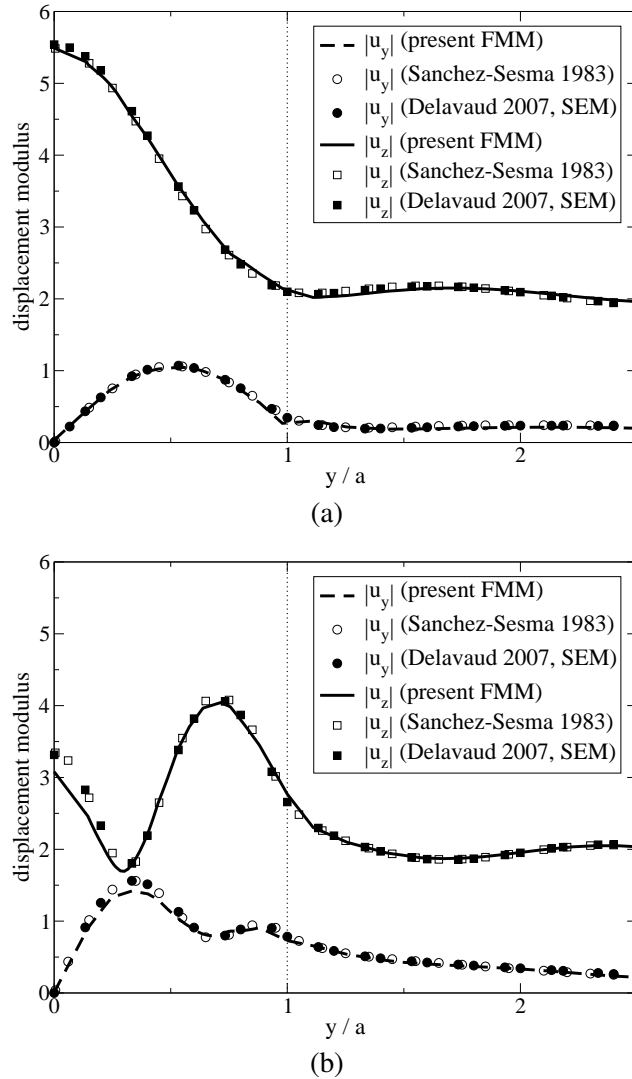 6
5
4
3
2
1
0
displacement modulus
|u_y| (present FMM)
|u_y| (Sanchez-Sesma 1983)
|u_y| (Delavaud 2007, SEM)
|u_z| (present FMM)
|u_z| (Sanchez-Sesma 1983)
|u_z| (Delavaud 2007, SEM)
0 1 2
y / a
(a)
6
5
4
3
2
1
0
displacement modulus
|u_y| (present FMM)
|u_y| (Sanchez-Sesma 1983)
|u_y| (Delavaud 2007, SEM)
|u_z| (present FMM)
|u_z| (Sanchez-Sesma 1983)
|u_z| (Delavaud 2007, SEM)
0 1 2
y / a
(b)